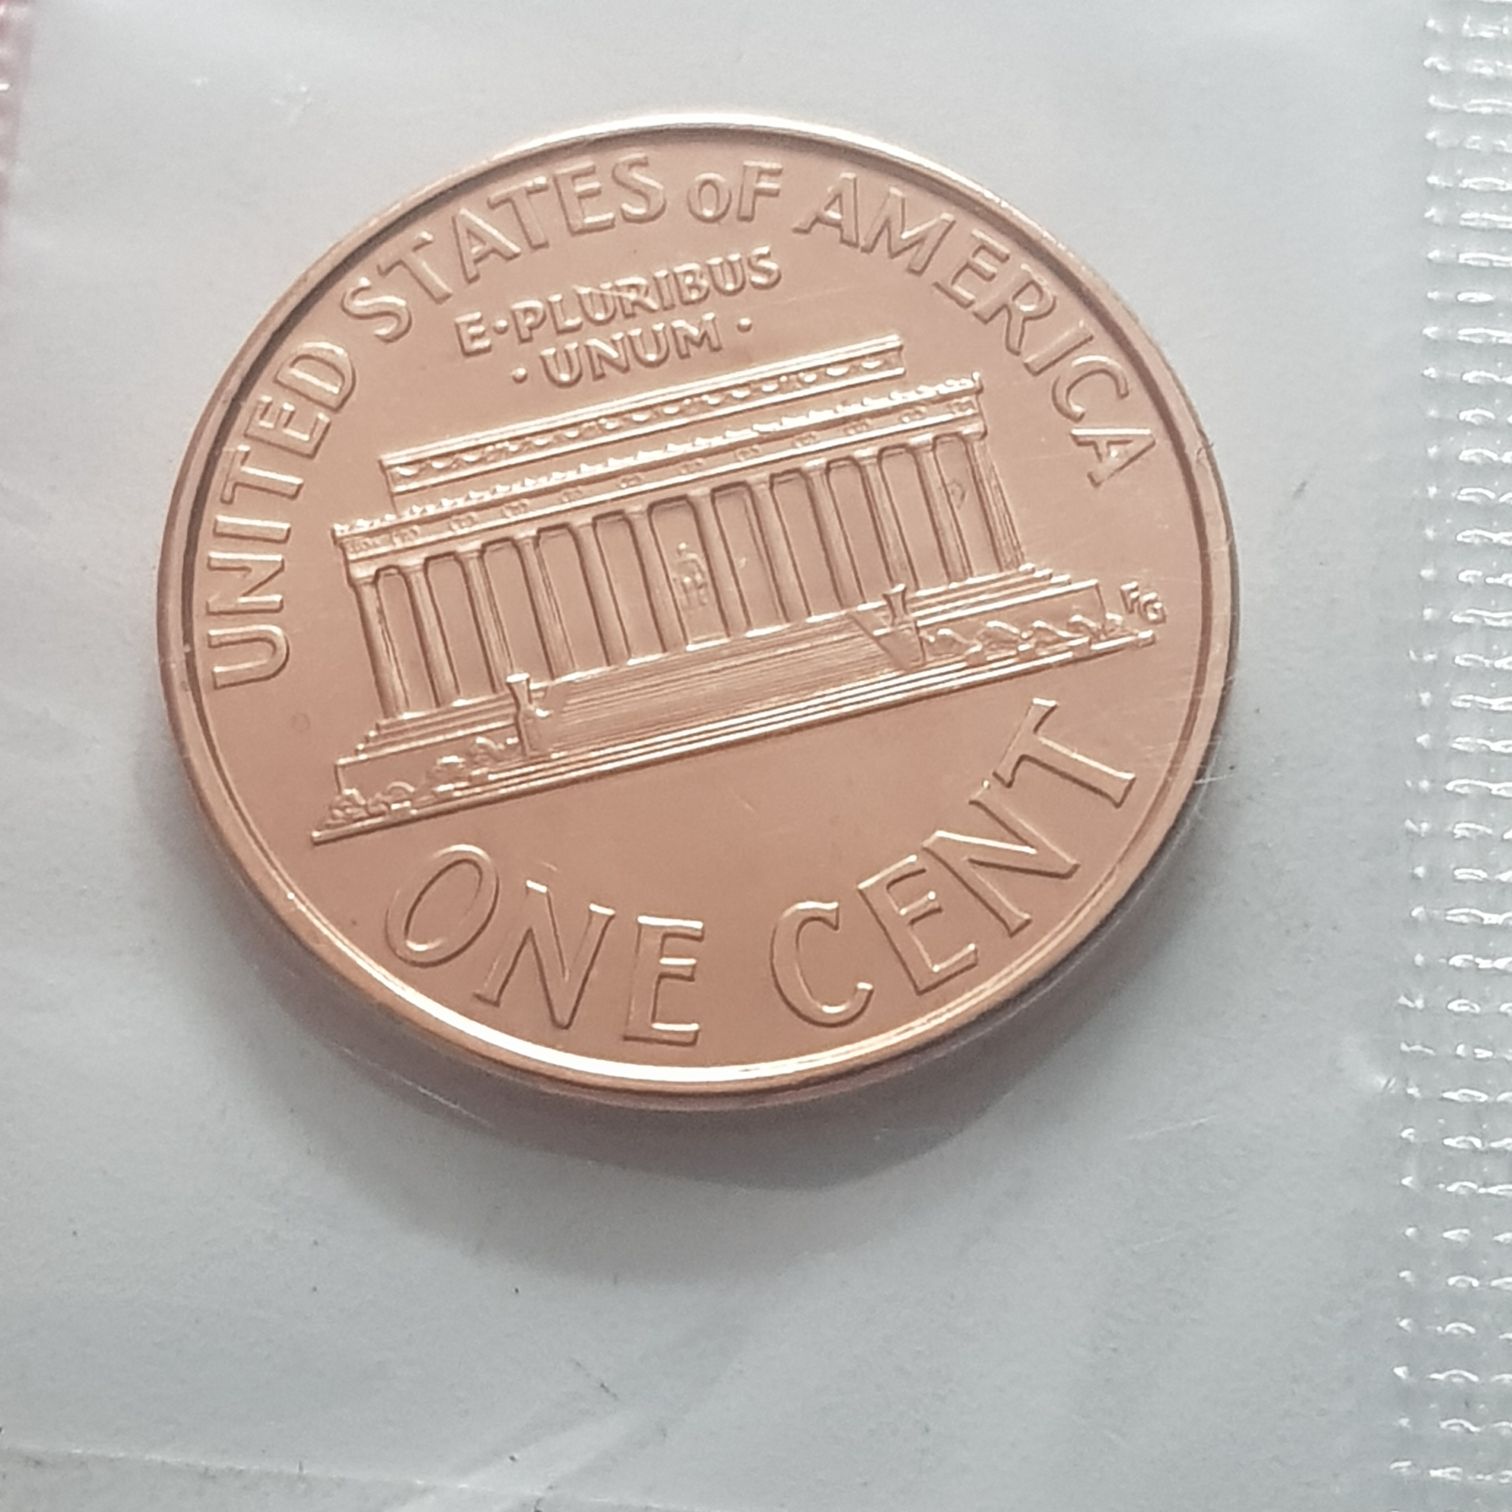 UNITED STATES OF AMERICA
E·PLURIBUS
·UNUM·
FG
ONE CENT